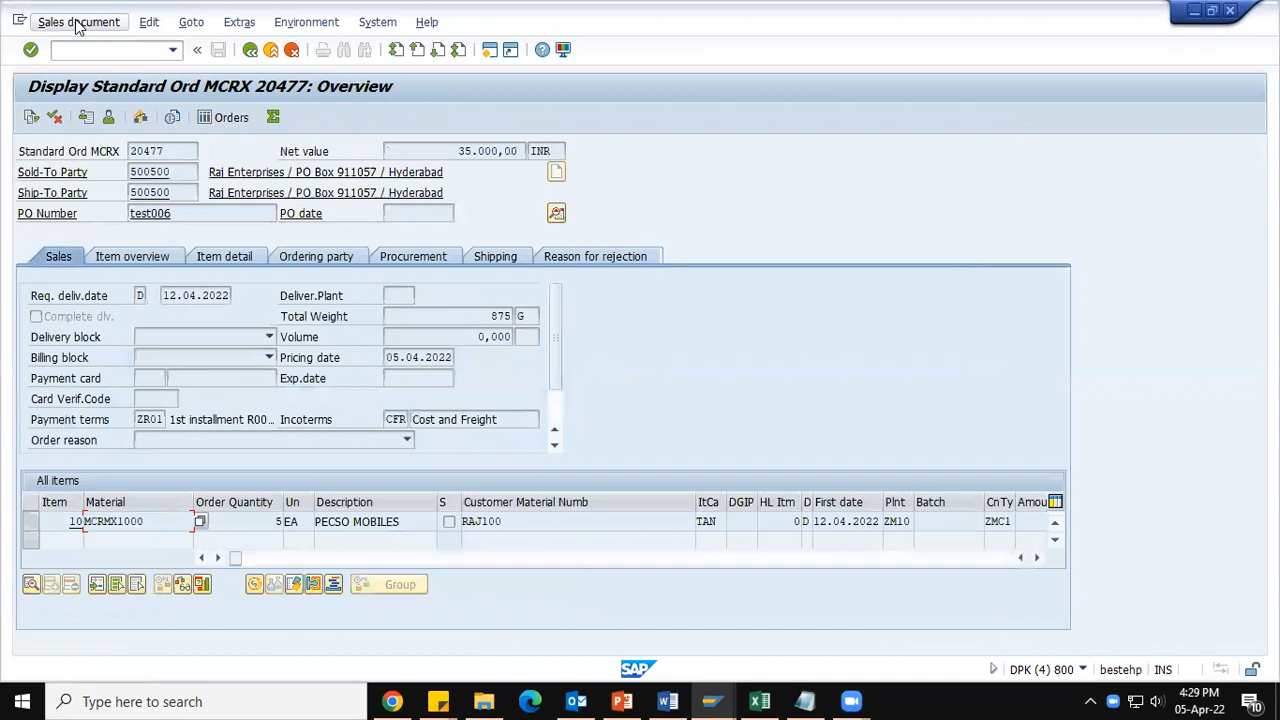 Sales document Edit Goto Extras Environment System Help
Display Standard Ord MCRX 20477: Overview
Orders
Standard Ord MCRX 20477 Net value 35.000,00 INR
Sold-To Party 500500 Raj Enterprises / PO Box 911057 / Hyderabad
Ship-To Party 500500 Raj Enterprises / PO Box 911057 / Hyderabad
PO Number test006 PO date
Sales Item overview Item detail Ordering party Procurement Shipping Reason for rejection
Req. deliv.date D 12.04.2022 Deliver.Plant
Complete dlv. Total Weight 875 G
Delivery block Volume 0,000
Billing block Pricing date 05.04.2022
Payment card Exp.date
Card Verif.Code
Payment terms ZR01 1st installment R00... Incoterms CFR Cost and Freight
Order reason
All items
Item Material Order Quantity Un Description S Customer Material Numb ItCa DGIP HL Itm D First date Plnt Batch CnTy Amou
10 MCRMX1000 5 EA PECSO MOBILES RAJ100 TAN 0 D 12.04.2022 ZM10 ZMC1
Group
SAP DPK (4) 800 bestehp INS
Type here to search
4:29 PM
05-Apr-22
10